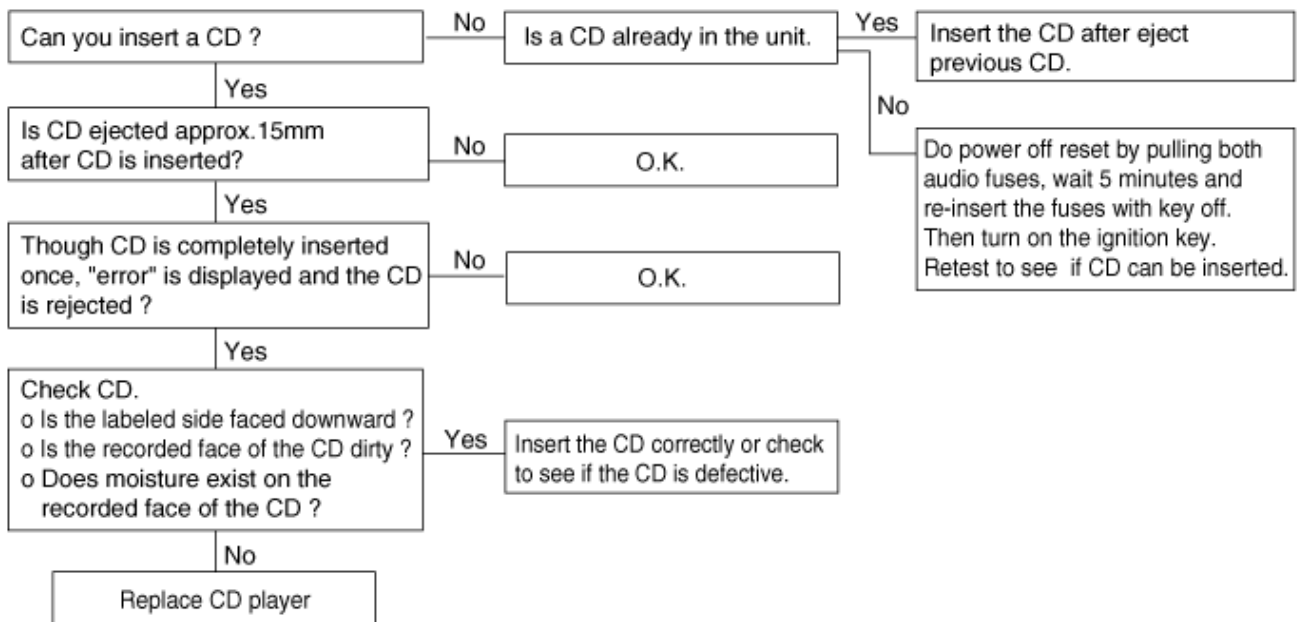 Can you insert a CD ?
No
Is a CD already in the unit.
Yes
Insert the CD after eject
previous CD.
Yes
No
Is CD ejected approx.15mm
after CD is inserted?
No
O.K.
Do power off reset by pulling both
audio fuses, wait 5 minutes and
re-insert the fuses with key off.
Then turn on the ignition key.
Retest to see if CD can be inserted.
Yes
Though CD is completely inserted
once, "error" is displayed and the CD
is rejected ?
No
O.K.
Yes
Check CD.
o Is the labeled side faced downward ?
o Is the recorded face of the CD dirty ?
o Does moisture exist on the
recorded face of the CD ?
Yes
Insert the CD correctly or check
to see if the CD is defective.
No
Replace CD player